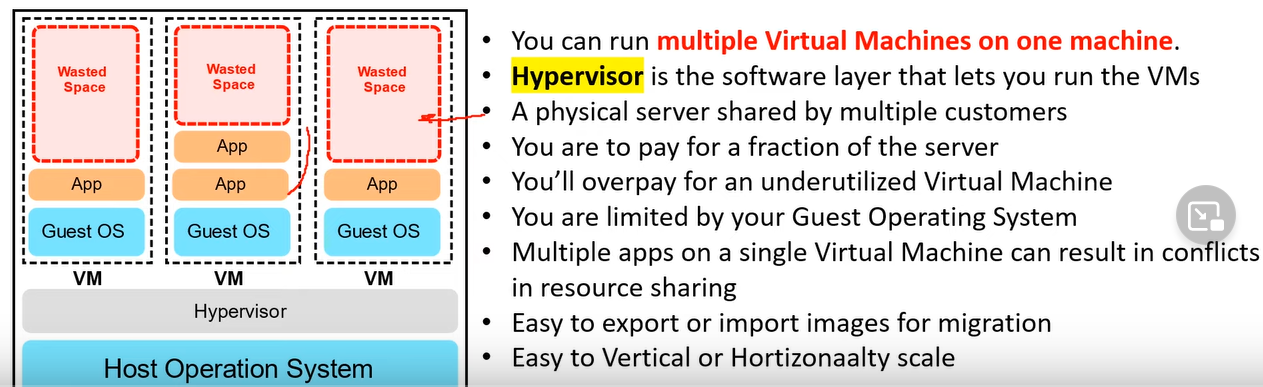 Wasted
Space
Wasted
Space
Wasted
Space
App
App
App
App
Guest OS
Guest OS
Guest OS
VM
VM
VM
Hypervisor
Host Operation System
• You can run multiple Virtual Machines on one machine.
• Hypervisor is the software layer that lets you run the VMs
• A physical server shared by multiple customers
• You are to pay for a fraction of the server
• You’ll overpay for an underutilized Virtual Machine
• You are limited by your Guest Operating System
• Multiple apps on a single Virtual Machine can result in conflicts
in resource sharing
• Easy to export or import images for migration
• Easy to Vertical or Hortizonaalty scale